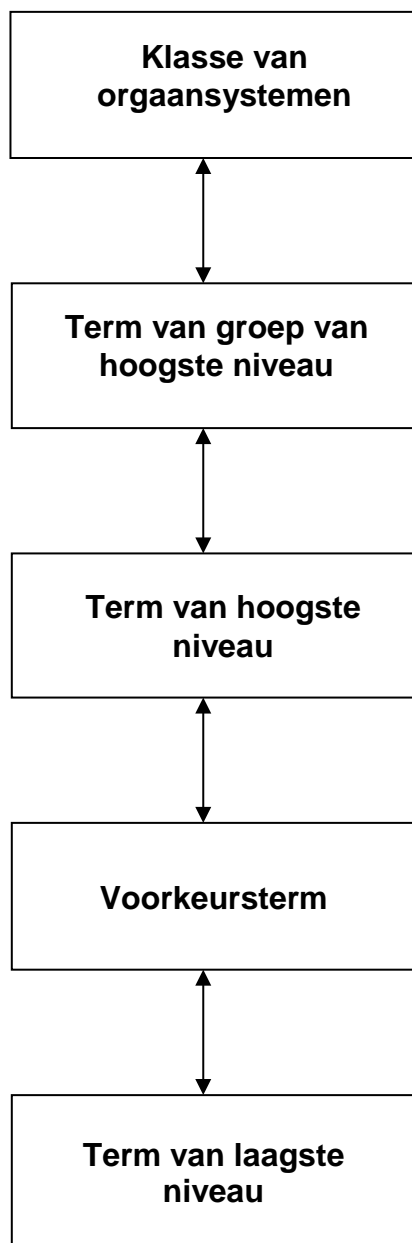 Klasse van
orgaansystemen
Term van groep van
hoogste niveau
Term van hoogste
niveau
Voorkeursterm
Term van laagste
niveau